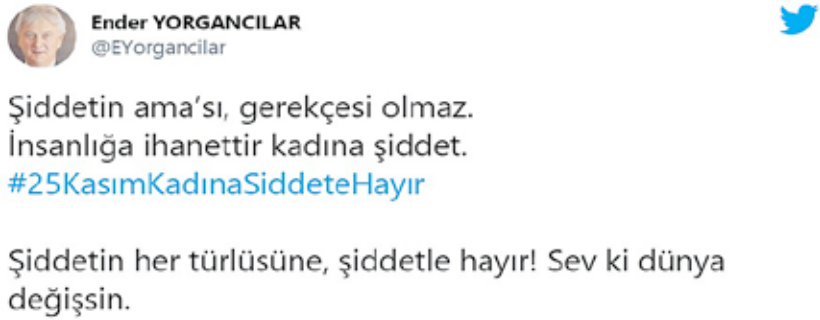 Ender YORGANCILAR
@EYorgancilar
Şiddetin ama'sı, gerekçesi olmaz.
İnsanlığa ihanettir kadına şiddet.
#25KasımKadınaSiddeteHayır
Şiddetin her türlüsüne, şiddetle hayır! Sev ki dünya
değişsin.